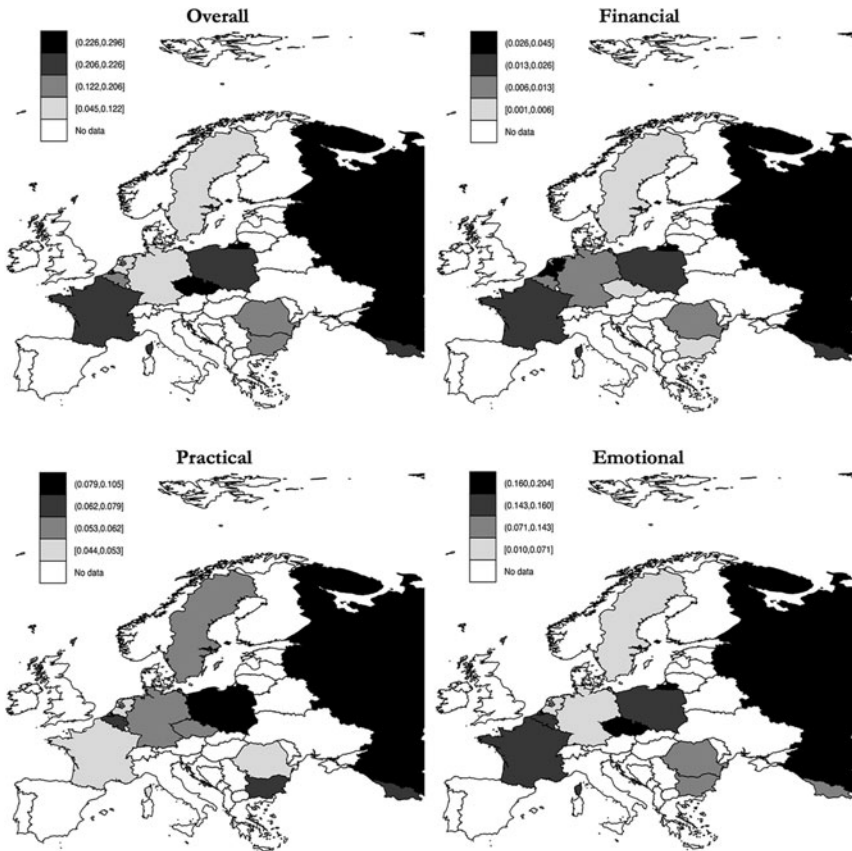 Overall
(0.226,0.296]
(0.206,0.226]
(0.122,0.206]
[0.045,0.122]
No data
Financial
(0.026,0.045]
(0.013,0.026]
(0.006,0.013]
[0.001,0.006]
No data
Practical
(0.079,0.105]
(0.062,0.079]
(0.053,0.062]
[0.044,0.053]
No data
Emotional
(0.160,0.204]
(0.143,0.160]
(0.071,0.143]
[0.010,0.071]
No data